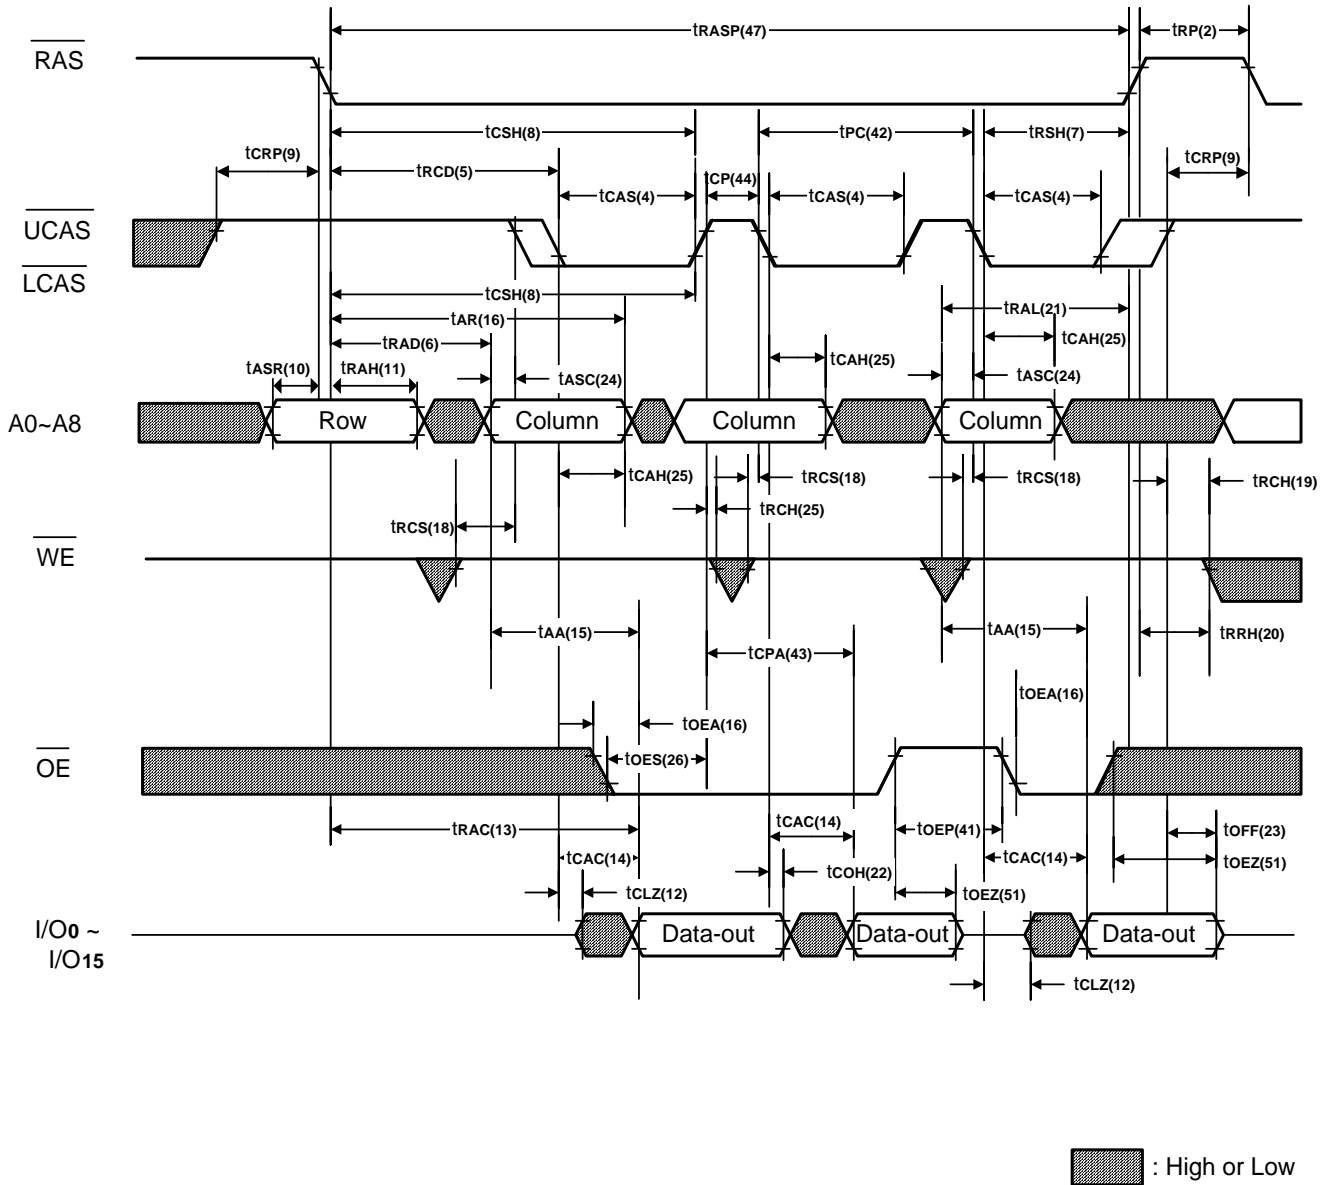 tRASP(47) tRP(2)
RAS
tCSH(8) tPC(42) tRSH(7)
tCRP(9) tRCD(5) tCP(44) tCRP(9)
tCAS(4) tCAS(4) tCAS(4)
UCAS
LCAS
tCSH(8)
tAR(16) tRAL(21)
tRAD(6) tCAH(25) tCAH(25)
tASR(10) tRAH(11) tASC(24) tASC(24)
A0~A8 Row Column Column Column
tCAH(25) tRCS(18) tRCS(18) tRCH(19)
tRCH(25)
tRCS(18)
WE
tAA(15) tAA(15) tRRH(20)
tCPA(43)
tOEA(16) tOEA(16)
OE tOES(26)
tRAC(13) tCAC(14) tOEP(41) tOFF(23)
tCAC(14) tCOH(22) tCAC(14) tOEZ(51)
tCLZ(12) tOEZ(51)
I/O0 ~ Data-out Data-out Data-out
I/O15
tCLZ(12)
: High or Low